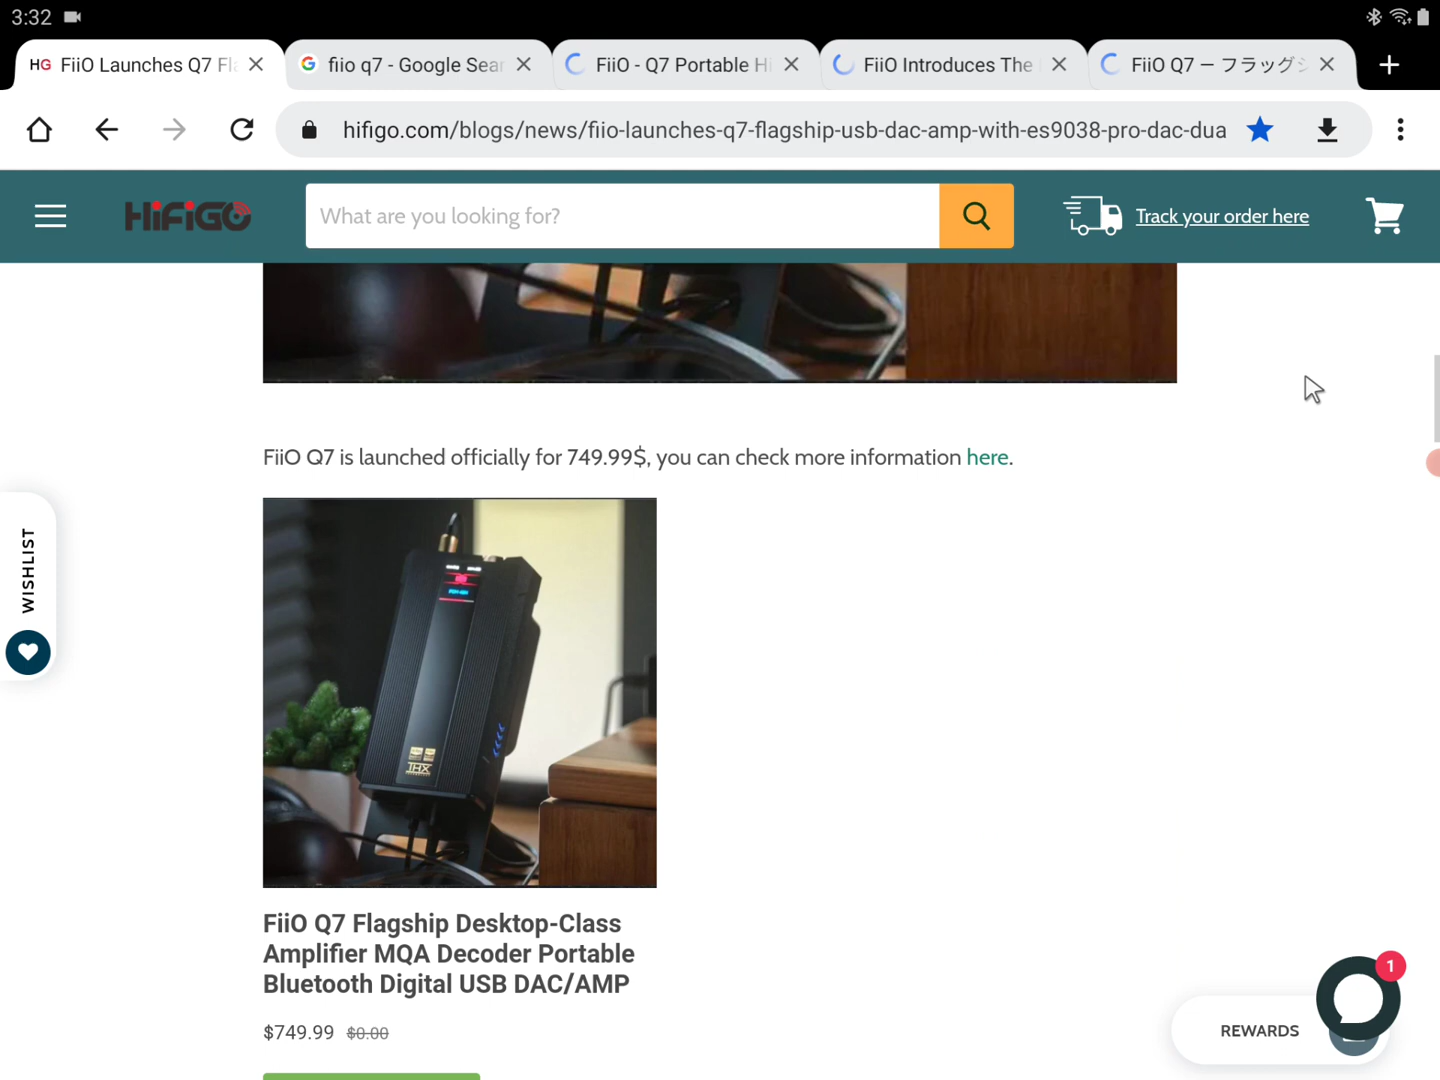 3:32
HG FiiO Launches Q7 Fl
fiio q7 - Google Sear
FiiO - Q7 Portable Hi
FiiO Introduces The
FiiO Q7 – フラッグシ
hifigo.com/blogs/news/fiio-launches-q7-flagship-usb-dac-amp-with-es9038-pro-dac-dua
HiFiGO
What are you looking for?
Track your order here
FiiO Q7 is launched officially for 749.99$, you can check more information here.
WISHLIST
THX
FiiO Q7 Flagship Desktop-Class
Amplifier MQA Decoder Portable
Bluetooth Digital USB DAC/AMP
$749.99 $0.00
1
REWARDS